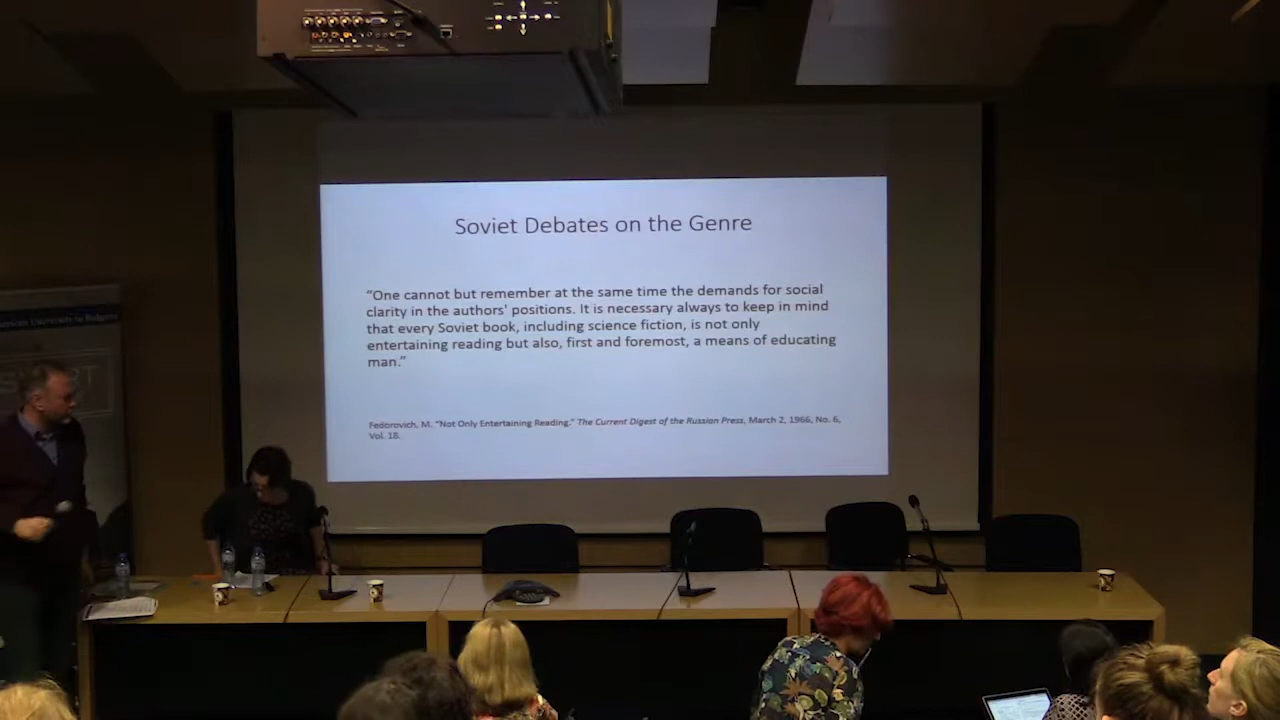 Soviet Debates on the Genre
“One cannot but remember at the same time the demands for social
clarity in the authors' positions. It is necessary always to keep in mind
that every Soviet book, including science fiction, is not only
entertaining reading but also, first and foremost, a means of educating
man.”
Fedorovich, M. “Not Only Entertaining Reading.” The Current Digest of the Russian Press, March 2, 1966, No. 6,
Vol. 18.
University in Bulgaria